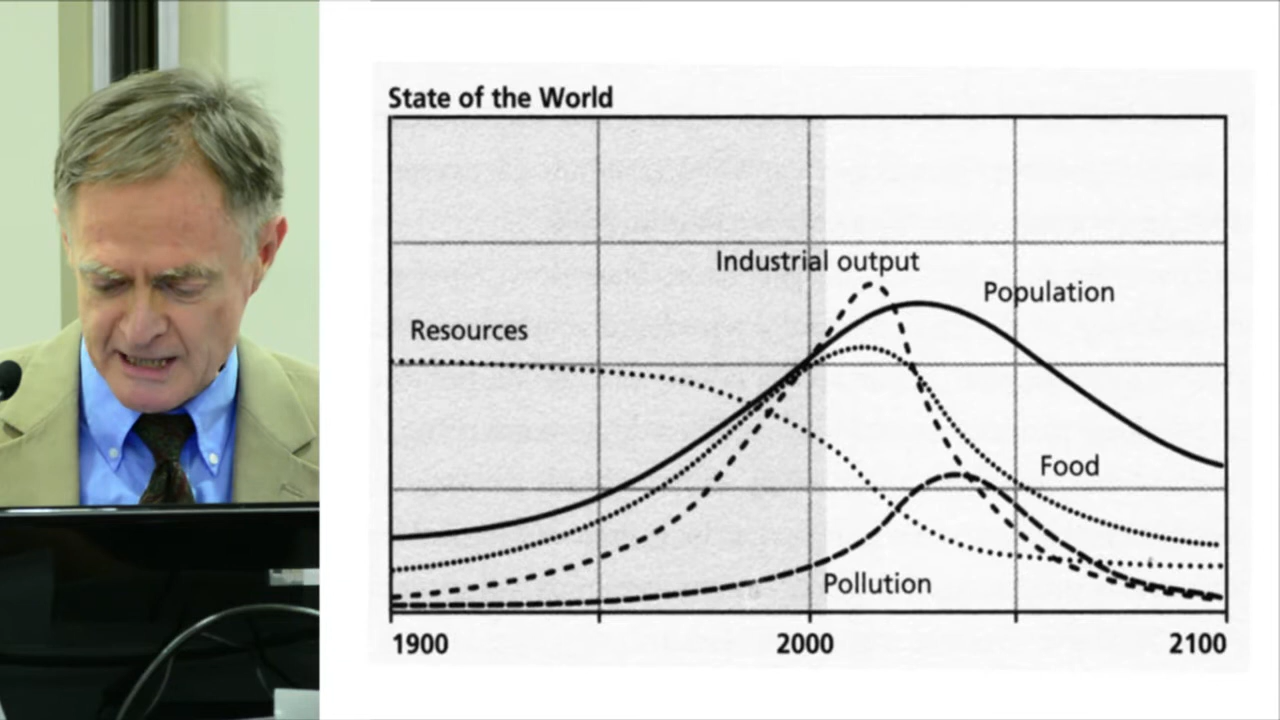 State of the World
Industrial output
Population
Resources
Food
Pollution
1900 2000 2100